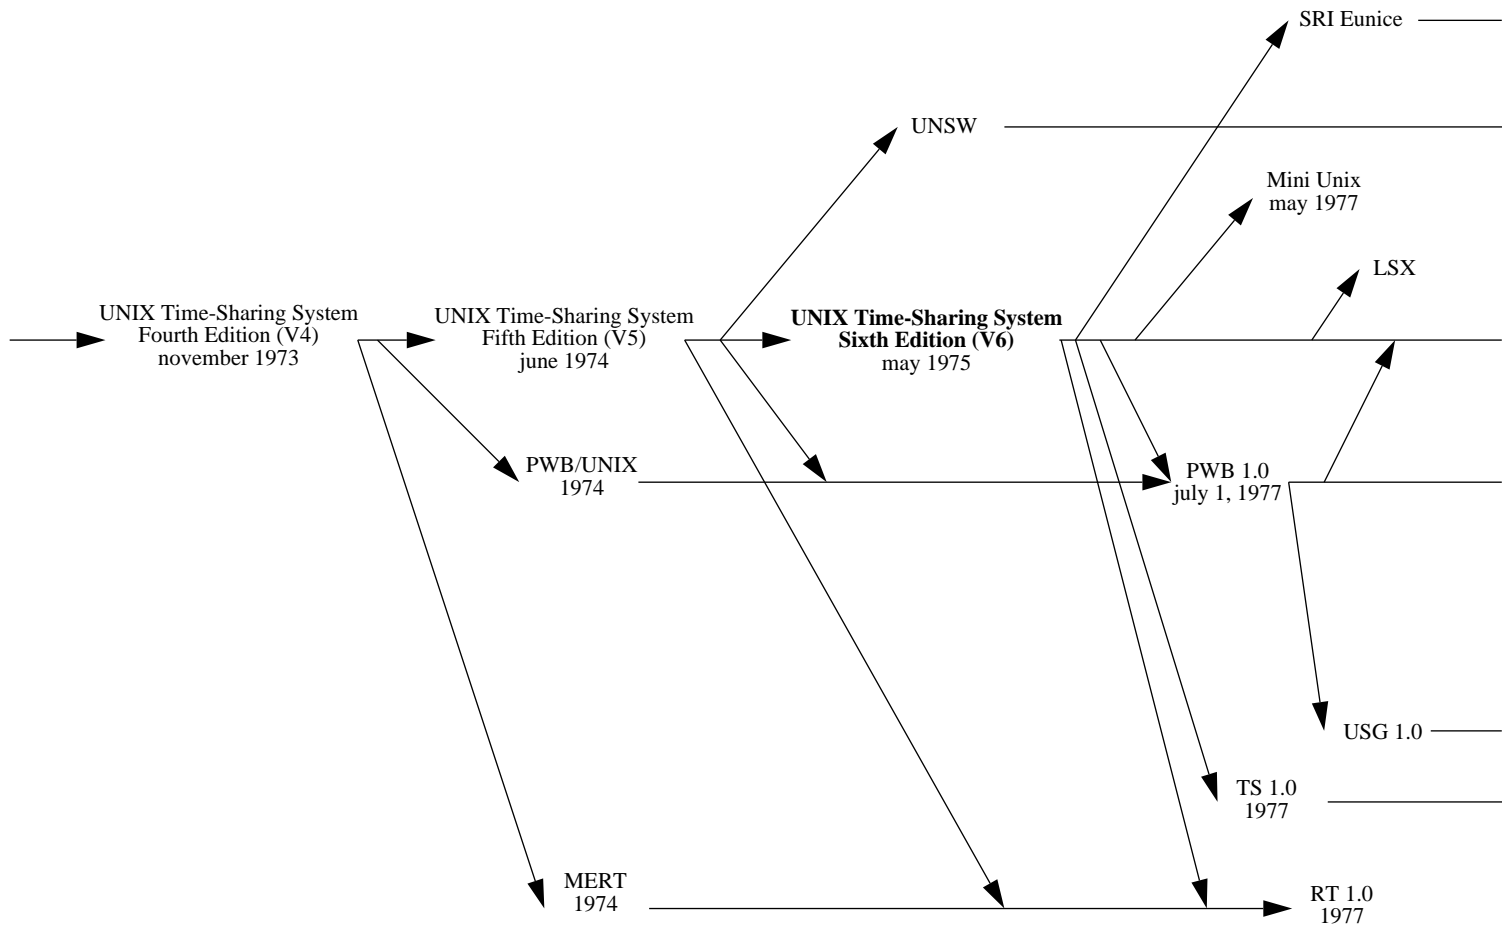 SRI Eunice
UNSW
Mini Unix
may 1977
LSX
UNIX Time-Sharing System
Fourth Edition (V4)
november 1973
UNIX Time-Sharing System
Fifth Edition (V5)
june 1974
UNIX Time-Sharing System
Sixth Edition (V6)
may 1975
PWB/UNIX
1974
PWB 1.0
july 1, 1977
USG 1.0
TS 1.0
1977
MERT
1974
RT 1.0
1977